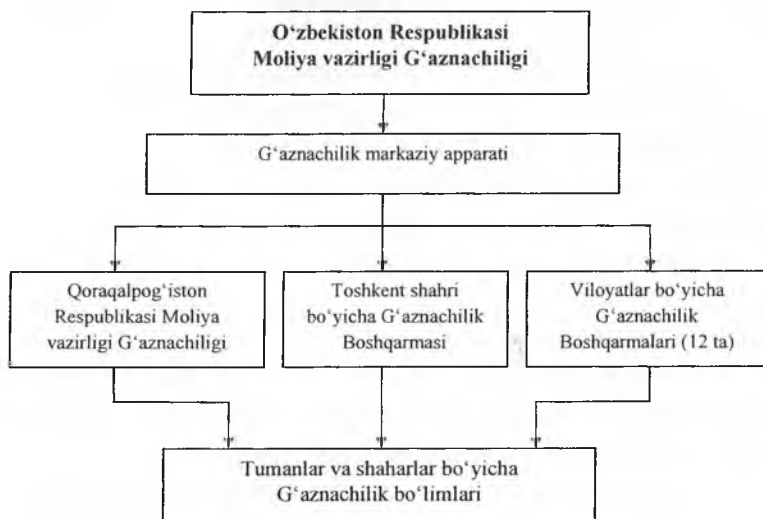 O‘zbekiston Respublikasi
Moliya vazirligi G‘aznachiligi
G‘aznachilik markaziy apparati
Qoraqalpog‘iston
Respublikasi Moliya
vazirligi G‘aznachiligi
Toshkent shahri
bo‘yicha G‘aznachilik
Boshqarmasi
Viloyatlar bo‘yicha
G‘aznachilik
Boshqarmalari (12 ta)
Tumanlar va shaharlar bo‘yicha
G‘aznachilik bo‘limlari